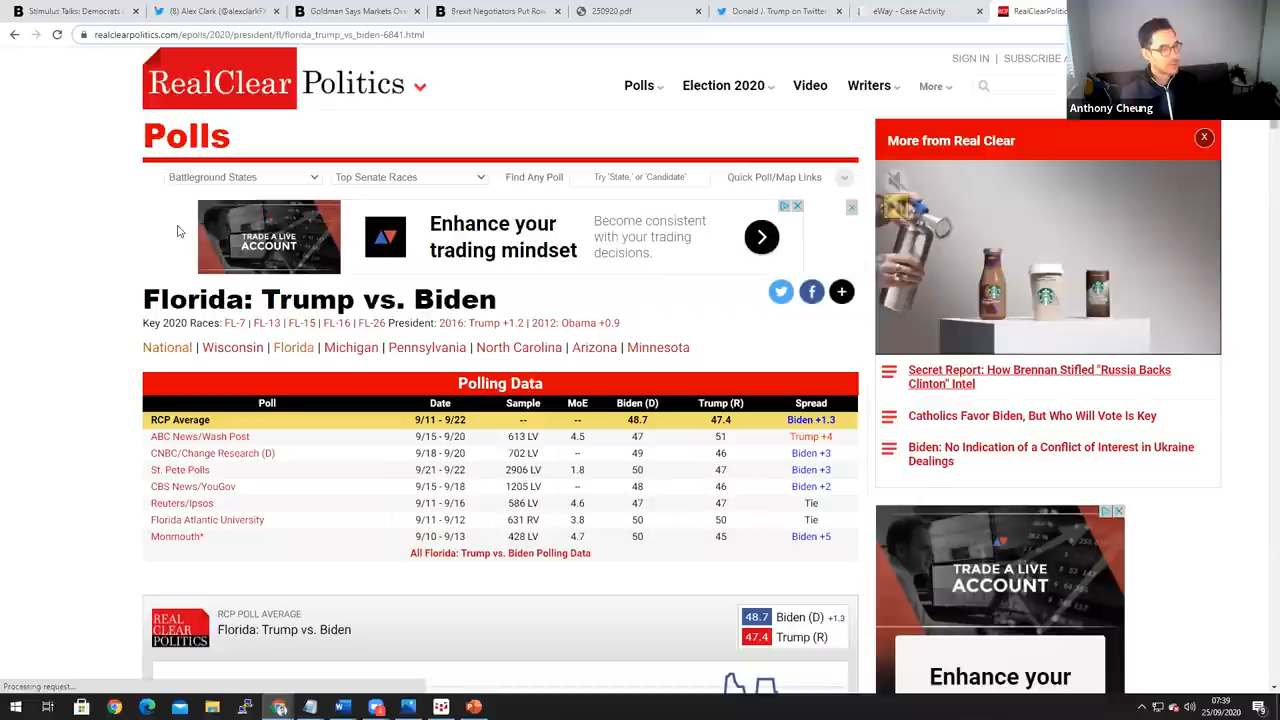 Stimulus Talks: Democrats E
(1) Alex Clark (@alexclarkFX
Goldman Says Markets Over
Brexit Negotiators Put Row
250920.pdf
Donald J. Trump on Twitter
eWay - Case Activity
RealClearPoliti
realclearpolitics.com/epolls/2020/president/fl/florida_trump_vs_biden-6841.html
Anthony Cheung
RealClear Politics
SIGN IN | SUBSCRIBE
Polls Election 2020 Video Writers More
Polls
Battleground States Top Senate Races Find Any Poll Try 'State,' or 'Candidate' Quick Poll/Map Links
TRADE A LIVE
ACCOUNT
Enhance your
trading mindset
Become consistent
with your trading
decisions.
Florida: Trump vs. Biden
Key 2020 Races: FL-7 | FL-13 | FL-15 | FL-16 | FL-26 President: 2016: Trump +1.2 | 2012: Obama +0.9
National | Wisconsin | Florida | Michigan | Pennsylvania | North Carolina | Arizona | Minnesota
Polling Data
Poll Date Sample MoE Biden (D) Trump (R) Spread
RCP Average 9/11 - 9/22 -- -- 48.7 47.4 Biden +1.3
ABC News/Wash Post 9/15 - 9/20 613 LV 4.5 47 51 Trump +4
CNBC/Change Research (D) 9/18 - 9/20 702 LV -- 49 46 Biden +3
St. Pete Polls 9/21 - 9/22 2906 LV 1.8 50 47 Biden +3
CBS News/YouGov 9/15 - 9/18 1205 LV -- 48 46 Biden +2
Reuters/Ipsos 9/11 - 9/16 586 LV 4.6 47 47 Tie
Florida Atlantic University 9/11 - 9/12 631 RV 3.8 50 50 Tie
Monmouth* 9/10 - 9/13 428 LV 4.7 50 45 Biden +5
All Florida: Trump vs. Biden Polling Data
REAL
CLEAR
POLITICS
RCP POLL AVERAGE
Florida: Trump vs. Biden
48.7 Biden (D) +1.3
47.4 Trump (R)
More from Real Clear
X
Secret Report: How Brennan Stifled "Russia Backs
Clinton" Intel
Catholics Favor Biden, But Who Will Vote Is Key
Biden: No Indication of a Conflict of Interest in Ukraine
Dealings
TRADE A LIVE
ACCOUNT
Enhance your
Processing request...
07:39
25/09/2020